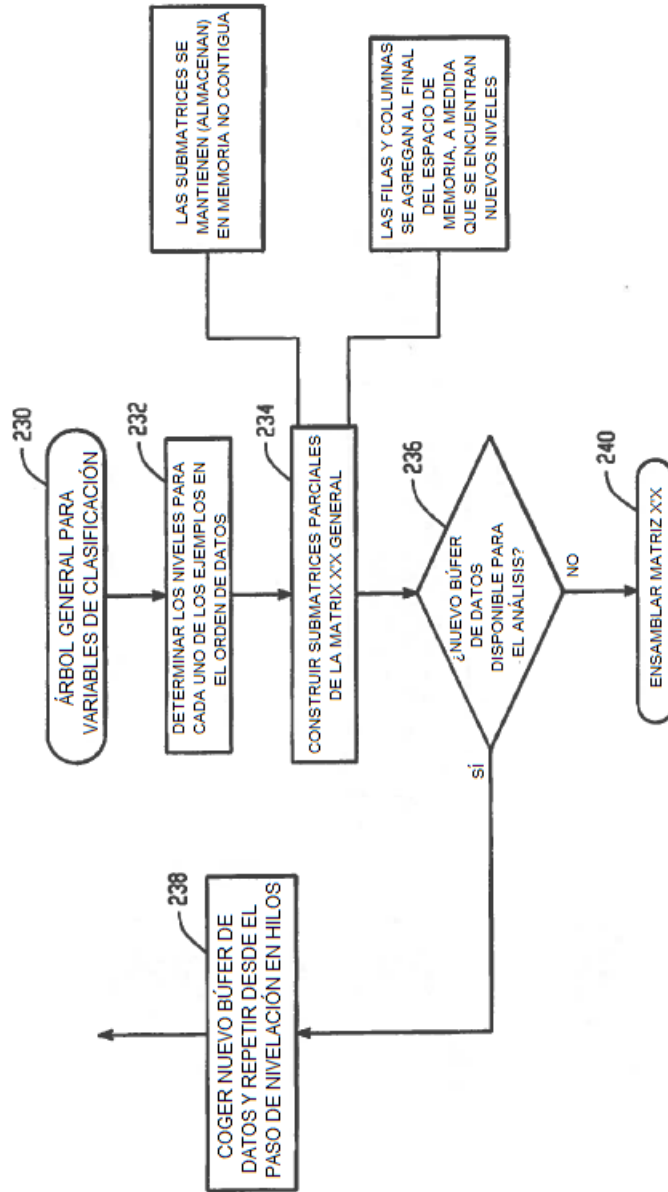 230
ÁRBOL GENERAL PARA
VARIABLES DE CLASIFICACIÓN
232
DETERMINAR LOS NIVELES PARA
CADA UNO DE LOS EJEMPLOS EN
EL ORDEN DE DATOS
234
CONSTRUIR SUBMATRICES PARCIALES
DE LA MATRIX X'X GENERAL
LAS SUBMATRICES SE
MANTIENEN (ALMACENAN)
EN MEMORIA NO CONTIGUA
LAS FILAS Y COLUMNAS
SE AGREGAN AL FINAL
DEL ESPACIO DE
MEMORIA, A MEDIDA
QUE SE ENCUENTRAN
NUEVOS NIVELES
236
¿NUEVO BÚFER
DE DATOS
DISPONIBLE PARA
EL ANÁLISIS?
SÍ
NO
238
COGER NUEVO BÚFER DE
DATOS Y REPETIR DESDE EL
PASO DE NIVELACIÓN EN HILOS
240
ENSAMBLAR MATRIZ X'X